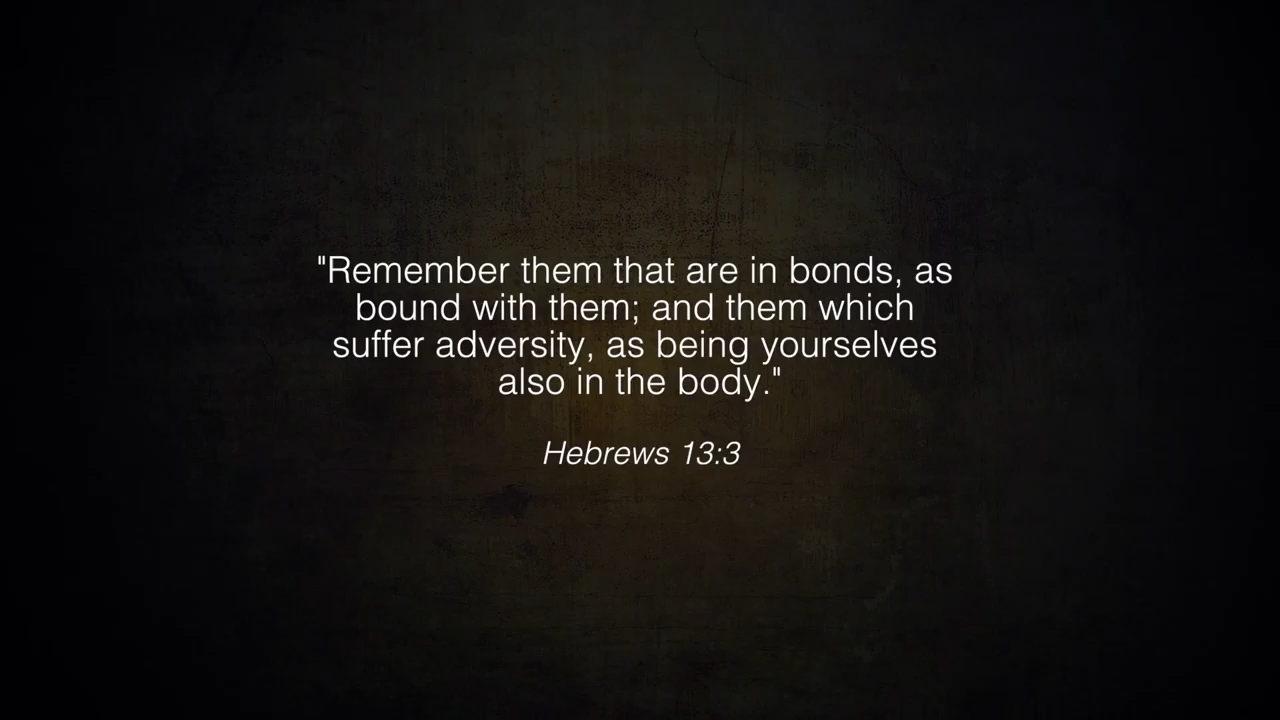 "Remember them that are in bonds, as
bound with them; and them which
suffer adversity, as being yourselves
also in the body."
Hebrews 13:3